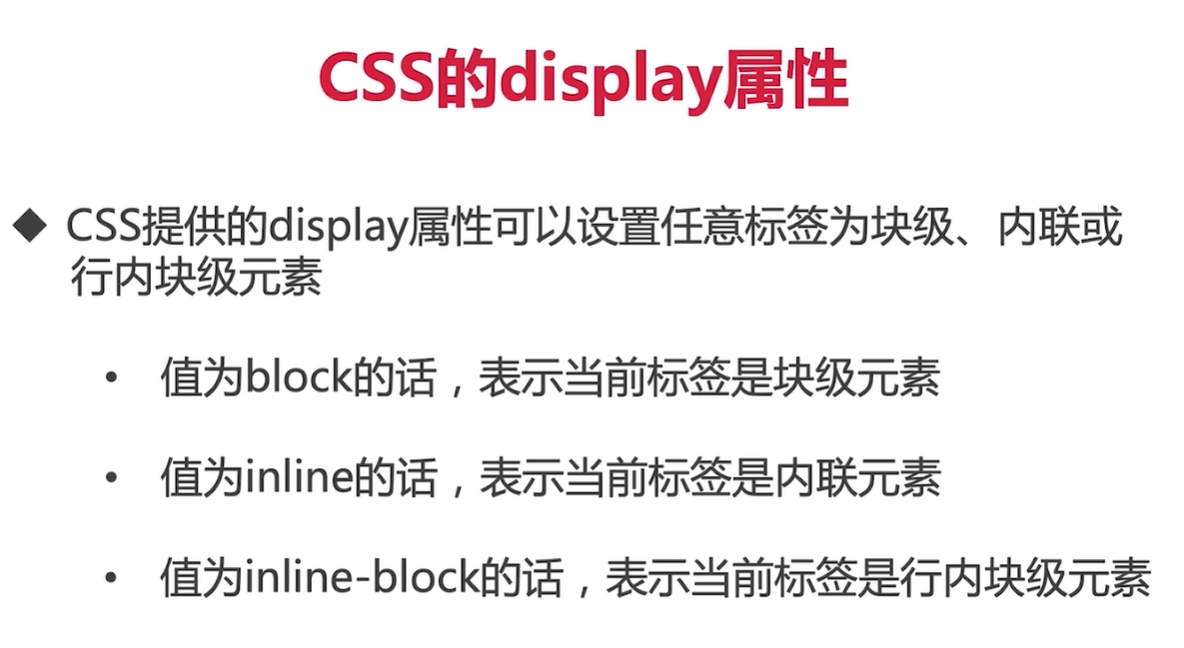 CSS的display属性
◆ CSS提供的display属性可以设置任意标签为块级、内联或
行内块级元素
• 值为block的话，表示当前标签是块级元素
• 值为inline的话，表示当前标签是内联元素
• 值为inline-block的话，表示当前标签是行内块级元素